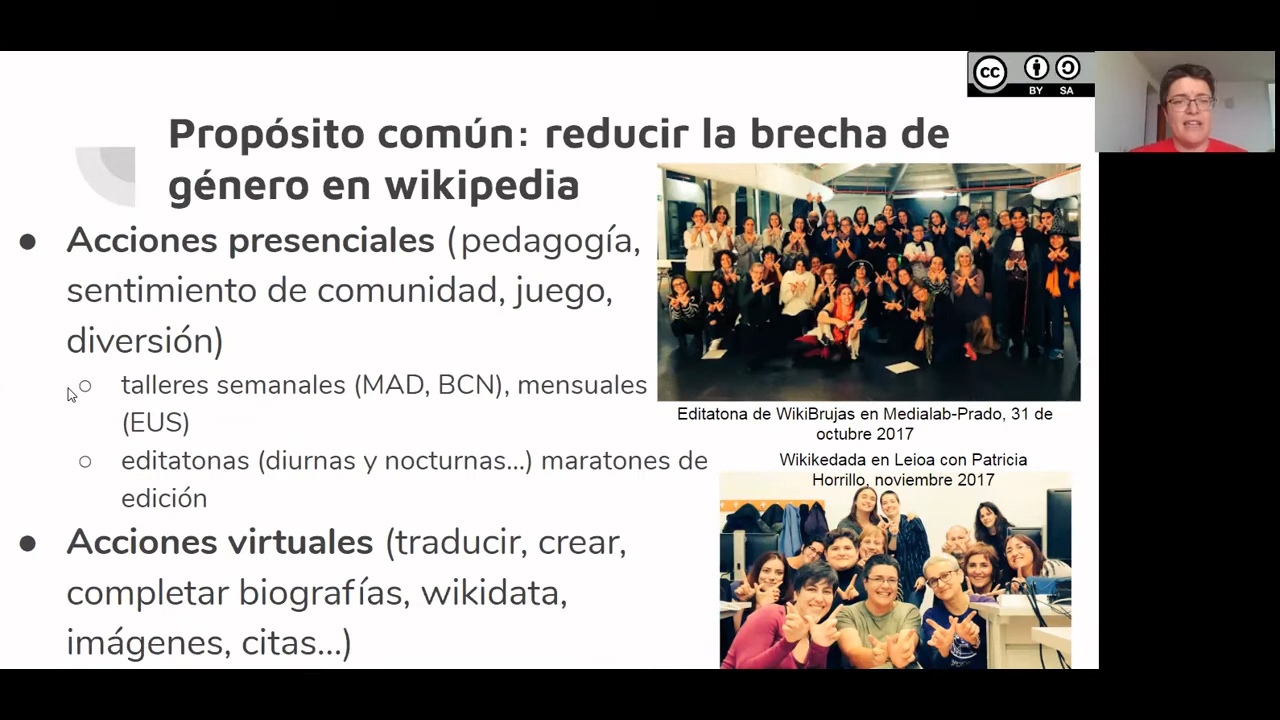 cc
BY SA
Propósito común: reducir la brecha de
género en wikipedia
● Acciones presenciales (pedagogía,
sentimiento de comunidad, juego,
diversión)
○ talleres semanales (MAD, BCN), mensuales
(EUS)
○ editatonas (diurnas y nocturnas...) maratones de
edición
● Acciones virtuales (traducir, crear,
completar biografías, wikidata,
imágenes, citas...)
Editatona de WikiBrujas en Medialab-Prado, 31 de
octubre 2017
Wikikedada en Leioa con Patricia
Horrillo, noviembre 2017